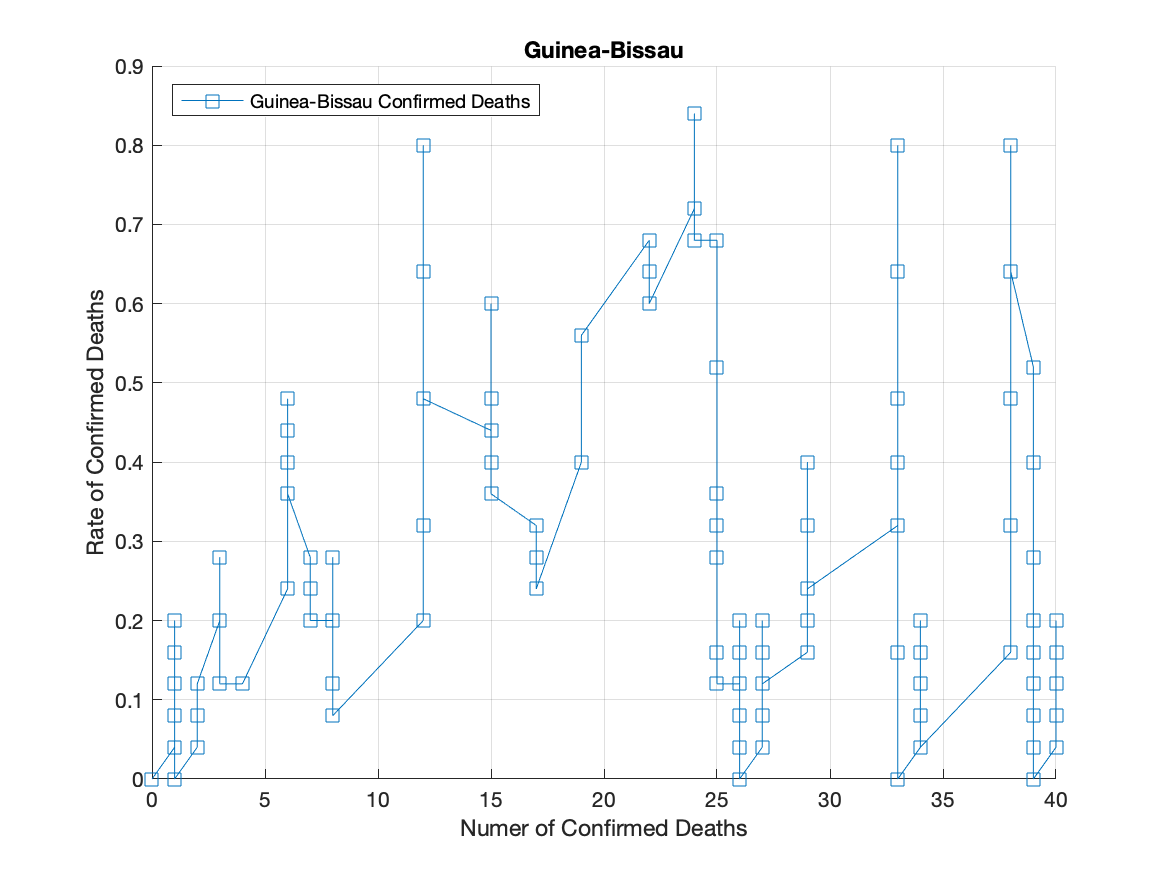 Guinea-Bissau
Guinea-Bissau Confirmed Deaths
Rate of Confirmed Deaths
0.9
0.8
0.7
0.6
0.5
0.4
0.3
0.2
0.1
0
0 5 10 15 20 25 30 35 40
Numer of Confirmed Deaths